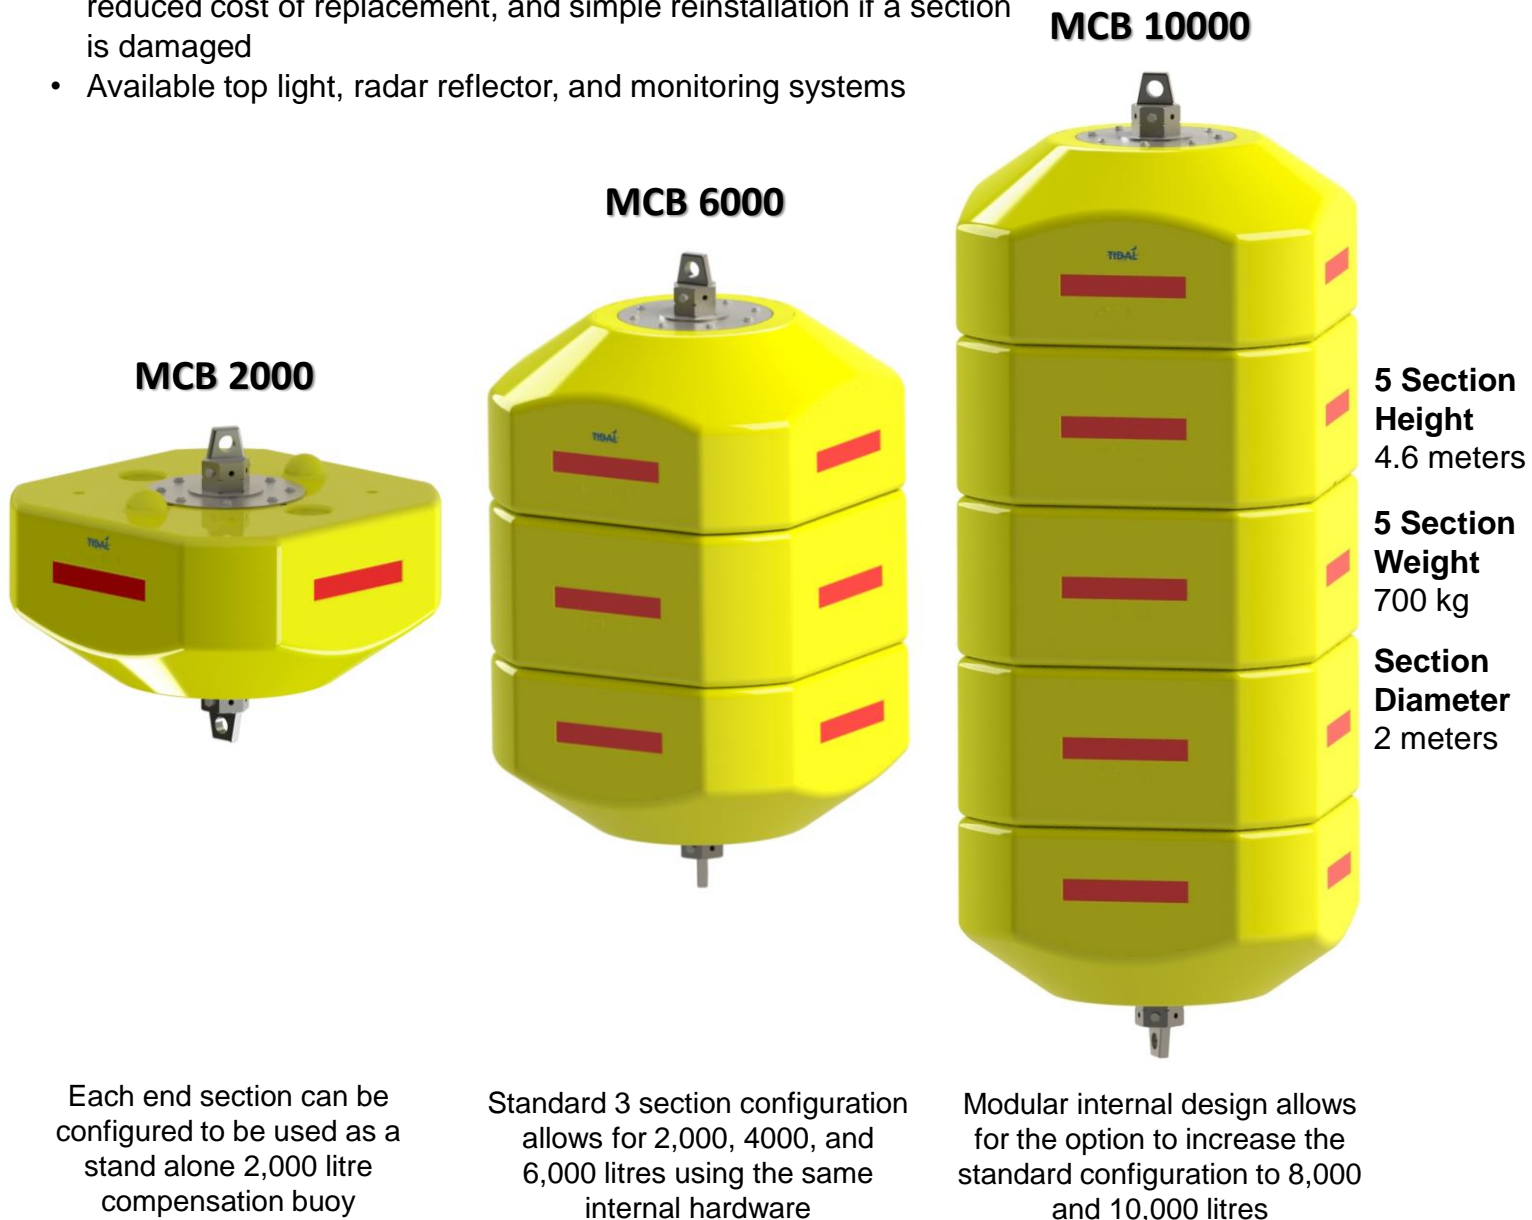 reduced cost of replacement, and simple reinstallation if a section
is damaged
• Available top light, radar reflector, and monitoring systems
MCB 10000
MCB 6000
MCB 2000
TIDAL
TIDAL
TIDAL
5 Section
Height
4.6 meters
5 Section
Weight
700 kg
Section
Diameter
2 meters
Each end section can be
configured to be used as a
stand alone 2,000 litre
compensation buoy
Standard 3 section configuration
allows for 2,000, 4000, and
6,000 litres using the same
internal hardware
Modular internal design allows
for the option to increase the
standard configuration to 8,000
and 10,000 litres